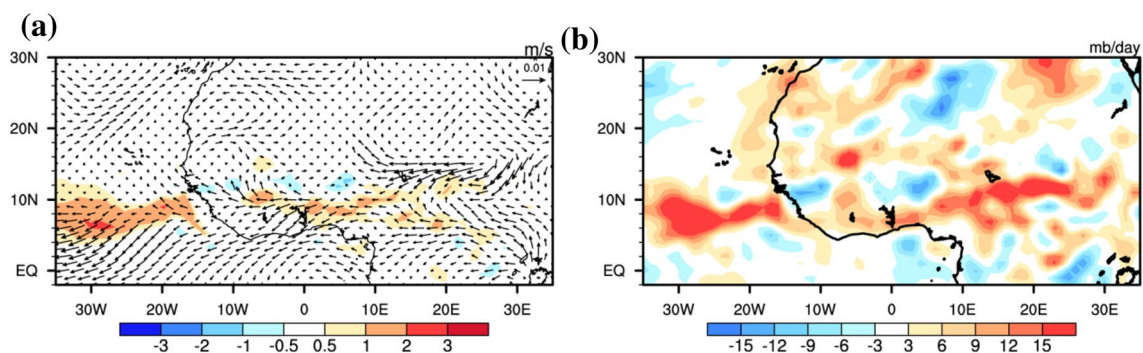 (a)
m/s
0.01
30N
20N
10N
EQ
30W 20W 10W 0 10E 20E 30E
-3 -2 -1 -0.5 0.5 1 2 3
(b)
mb/day
30N
20N
10N
EQ
30W 20W 10W 0 10E 20E 30E
-15 -12 -9 -6 -3 3 6 9 12 15